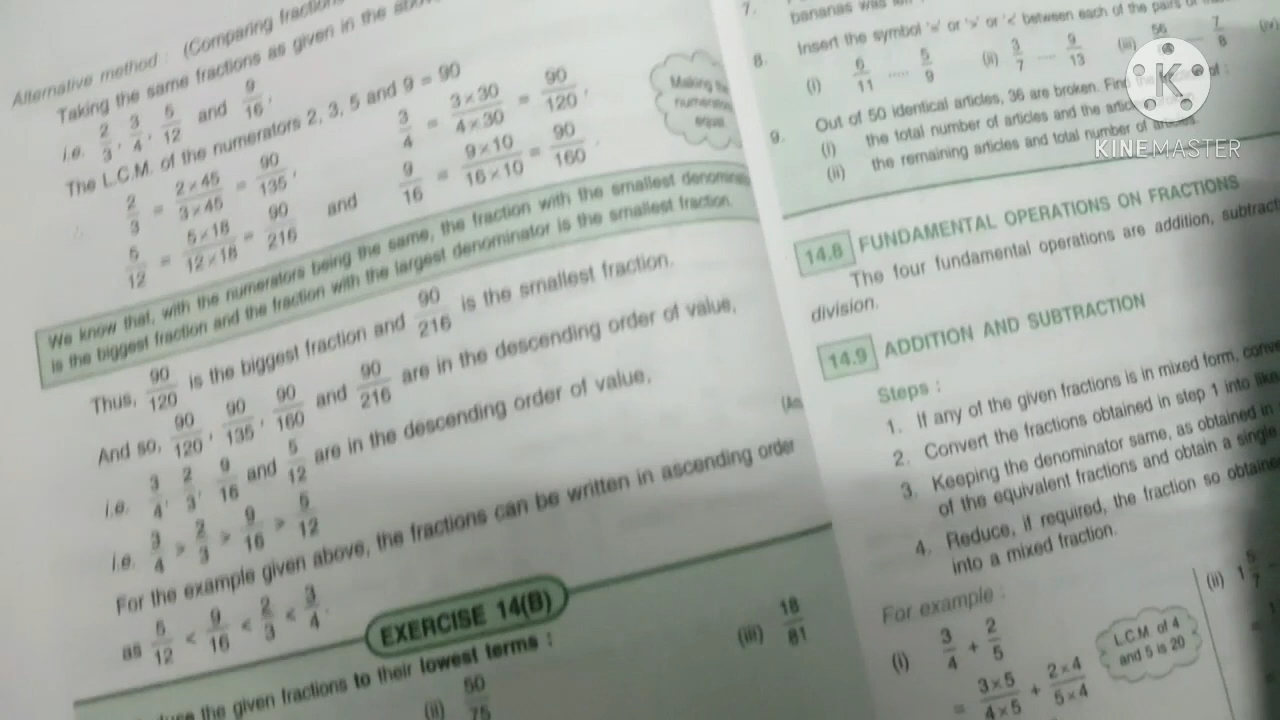 Alternative method : (Comparing fractions
Taking the same fractions as given in the above
i.e. 2/3, 3/4, 5/12 and 9/16,
The L.C.M. of the numerators 2, 3, 5 and 9 = 90
∴ 2/3 = 2×45/3×45 = 90/135, 3/4 = 3×30/4×30 = 90/120,
5/12 = 5×18/12×18 = 90/216 and 9/16 = 9×10/16×10 = 90/160.
Making the
numerators
equal.
We know that, with the numerators being the same, the fraction with the smallest denomina
is the biggest fraction and the fraction with the largest denominator is the smallest fraction.
Thus, 90/120 is the biggest fraction and 90/216 is the smallest fraction.
And so, 90/120, 90/135, 90/160 and 90/216 are in the descending order of value,
i.e. 3/4, 2/3, 9/16 and 5/12 are in the descending order of value,
i.e. 3/4 > 2/3 > 9/16 > 5/12
(An
For the example given above, the fractions can be written in ascending order
as 5/12 < 9/16 < 2/3 < 3/4.
EXERCISE 14(B)
the given fractions to their lowest terms :
(ii) 50/75
(iii) 18/81
7.
bananas was
8. Insert the symbol '=' or '>' or '<' between each of the pairs of
(i) 6/11 ..... 5/9 (ii) 3/7 ..... 9/13 (iii) 56 ..... 7/8 (iv)
9. Out of 50 identical articles, 36 are broken. Find of :
(i) the total number of articles and the
(ii) the remaining articles and total number of articles.
K
KINEMASTER
14.8 FUNDAMENTAL OPERATIONS ON FRACTIONS
The four fundamental operations are addition, subtract
division.
14.9 ADDITION AND SUBTRACTION
Steps :
1. If any of the given fractions is in mixed form, conve
2. Convert the fractions obtained in step 1 into like
3. Keeping the denominator same, as obtained in
of the equivalent fractions and obtain a single
4. Reduce, if required, the fraction so obtaine
into a mixed fraction.
For example :
(i) 3/4 + 2/5
= 3×5/4×5 + 2×4/5×4
L.C.M. of 4
and 5 is 20
(ii) 1 5/7